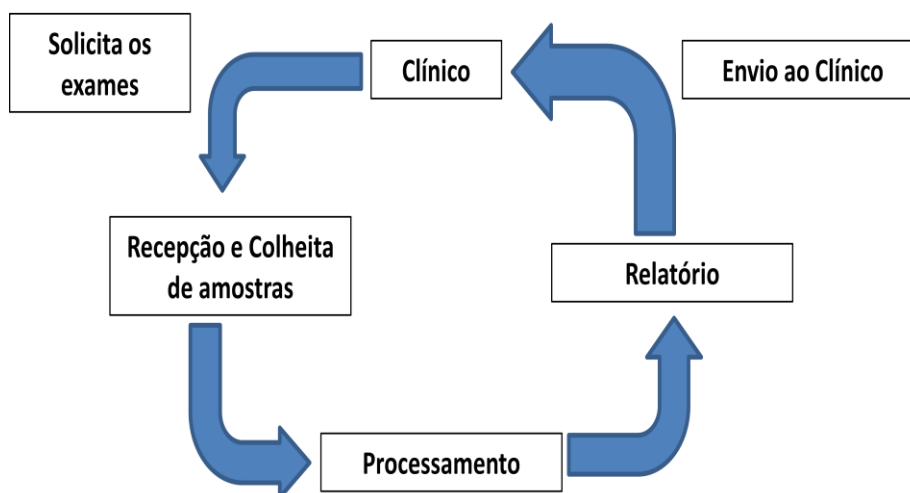 Solicita os
exames
Clínico
Envio ao Clínico
Recepção e Colheita
de amostras
Relatório
Processamento